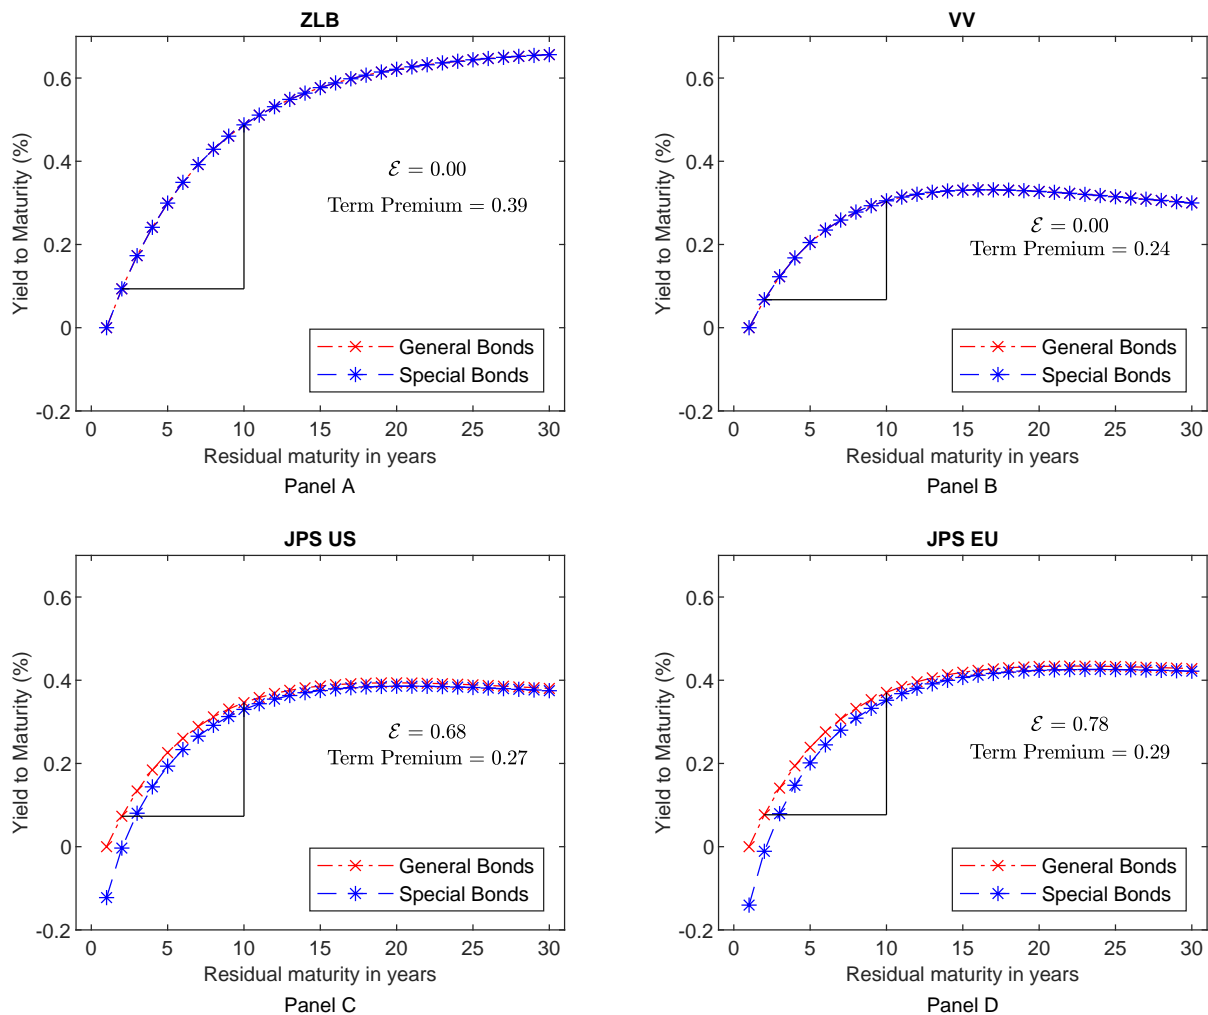 ZLB
Yield to Maturity (%)
0.6
0.4
0.2
0
-0.2
ℰ = 0.00
Term Premium = 0.39
General Bonds
Special Bonds
0 5 10 15 20 25 30
Residual maturity in years
Panel A
VV
Yield to Maturity (%)
0.6
0.4
0.2
0
-0.2
ℰ = 0.00
Term Premium = 0.24
General Bonds
Special Bonds
0 5 10 15 20 25 30
Residual maturity in years
Panel B
JPS US
Yield to Maturity (%)
0.6
0.4
0.2
0
-0.2
ℰ = 0.68
Term Premium = 0.27
General Bonds
Special Bonds
0 5 10 15 20 25 30
Residual maturity in years
Panel C
JPS EU
Yield to Maturity (%)
0.6
0.4
0.2
0
-0.2
ℰ = 0.78
Term Premium = 0.29
General Bonds
Special Bonds
0 5 10 15 20 25 30
Residual maturity in years
Panel D